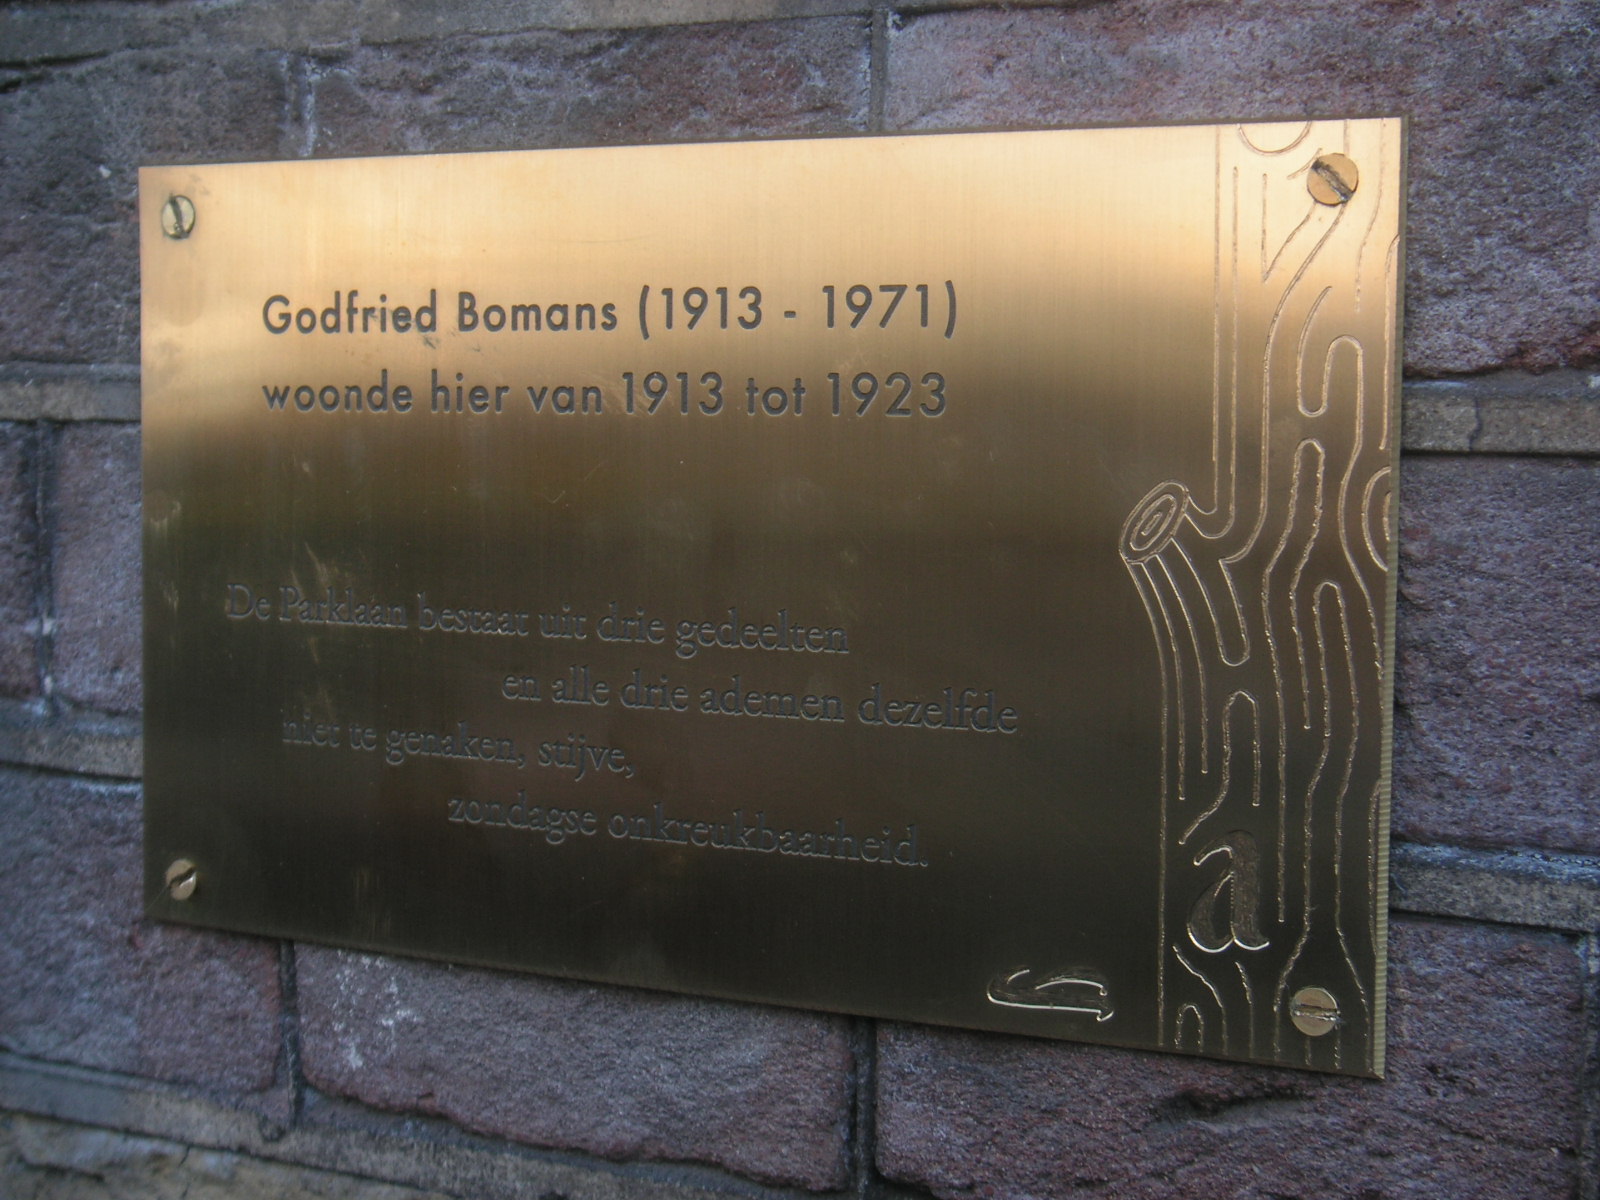 Godfried Bomans (1913 - 1971)
woonde hier van 1913 tot 1923
De Parklaan bestaat uit drie gedeelten
en alle drie ademen dezelfde
niet te genaken, stijve,
zondagse onkreukbaarheid.
a